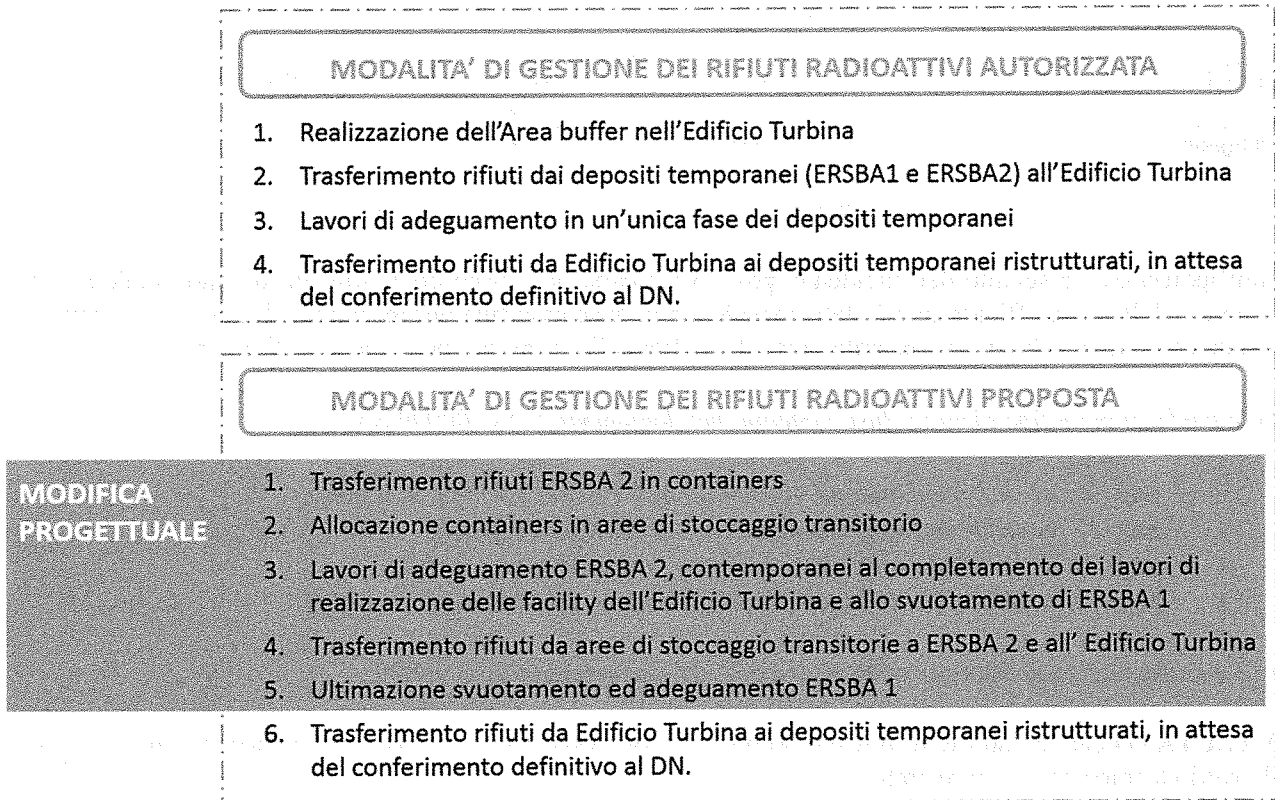 MODALITA' DI GESTIONE DEI RIFIUTI RADIOATTIVI AUTORIZZATA
1. Realizzazione dell'Area buffer nell'Edificio Turbina
2. Trasferimento rifiuti dai depositi temporanei (ERSBA1 e ERSBA2) all'Edificio Turbina
3. Lavori di adeguamento in un'unica fase dei depositi temporanei
4. Trasferimento rifiuti da Edificio Turbina ai depositi temporanei ristrutturati, in attesa
del conferimento definitivo al DN.
MODALITA' DI GESTIONE DEI RIFIUTI RADIOATTIVI PROPOSTA
MODIFICA
PROGETTUALE
1. Trasferimento rifiuti ERSBA 2 in containers
2. Allocazione containers in aree di stoccaggio transitorio
3. Lavori di adeguamento ERSBA 2, contemporanei al completamento dei lavori di
realizzazione delle facility dell'Edificio Turbina e allo svuotamento di ERSBA 1
4. Trasferimento rifiuti da aree di stoccaggio transitorie a ERSBA 2 e all' Edificio Turbina
5. Ultimazione svuotamento ed adeguamento ERSBA 1
6. Trasferimento rifiuti da Edificio Turbina ai depositi temporanei ristrutturati, in attesa
del conferimento definitivo al DN.